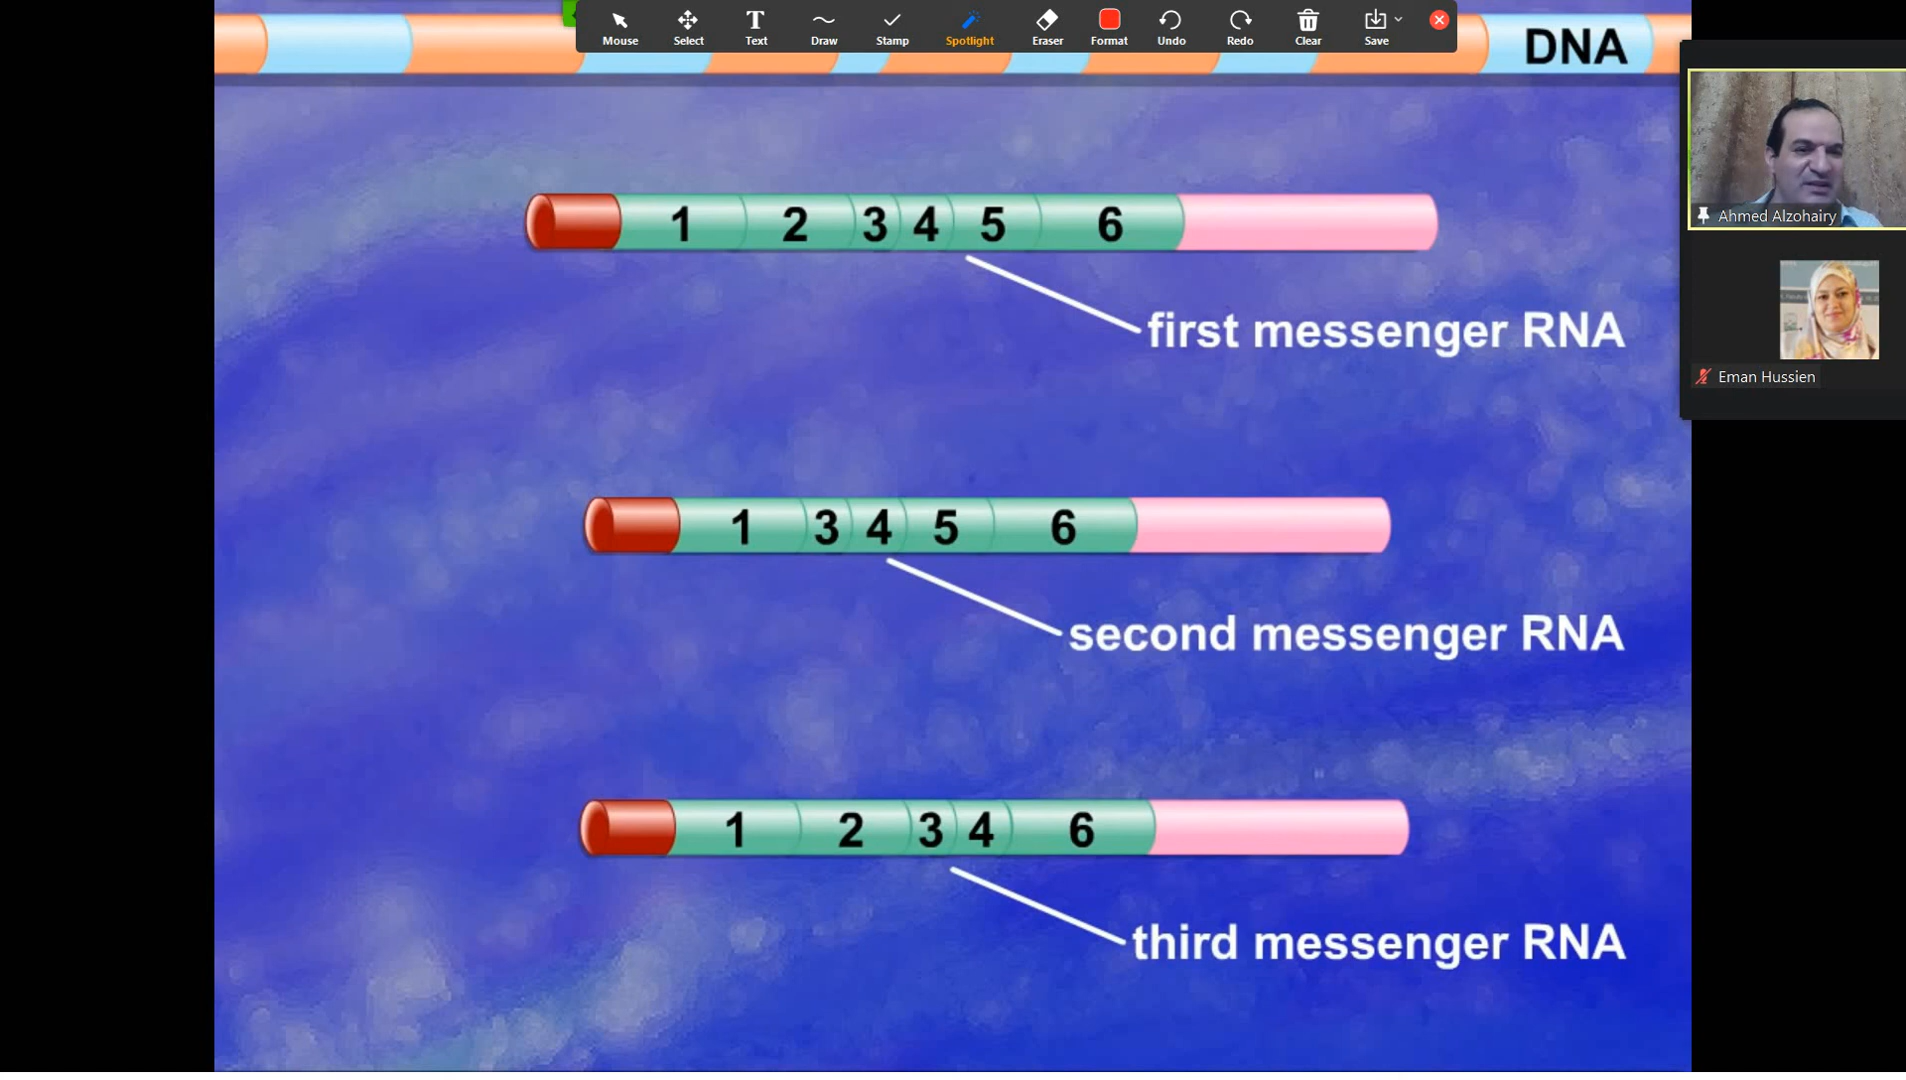 Mouse Select Text Draw Stamp Spotlight Eraser Format Undo Redo Clear Save
DNA
Ahmed Alzohairy
1 2 3 4 5 6
first messenger RNA
Eman Hussien
1 3 4 5 6
second messenger RNA
1 2 3 4 6
third messenger RNA